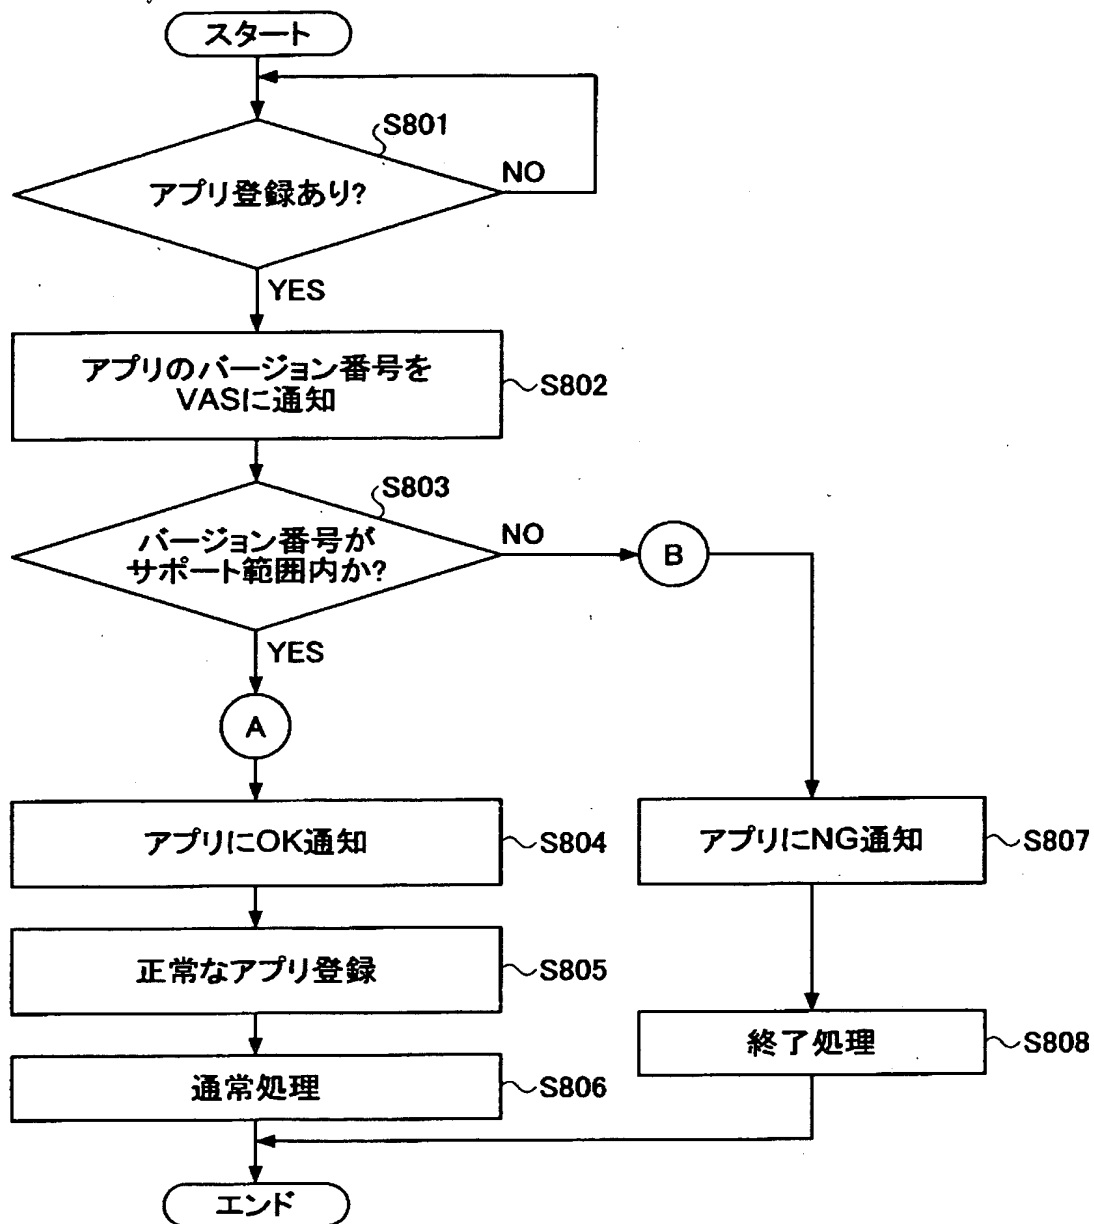 スタート
S801
アプリ登録あり?
NO
YES
アプリのバージョン番号を
VASに通知
S802
S803
バージョン番号が
サポート範囲内か?
NO
B
YES
A
アプリにOK通知
S804
アプリにNG通知
S807
正常なアプリ登録
S805
終了処理
S808
通常処理
S806
エンド